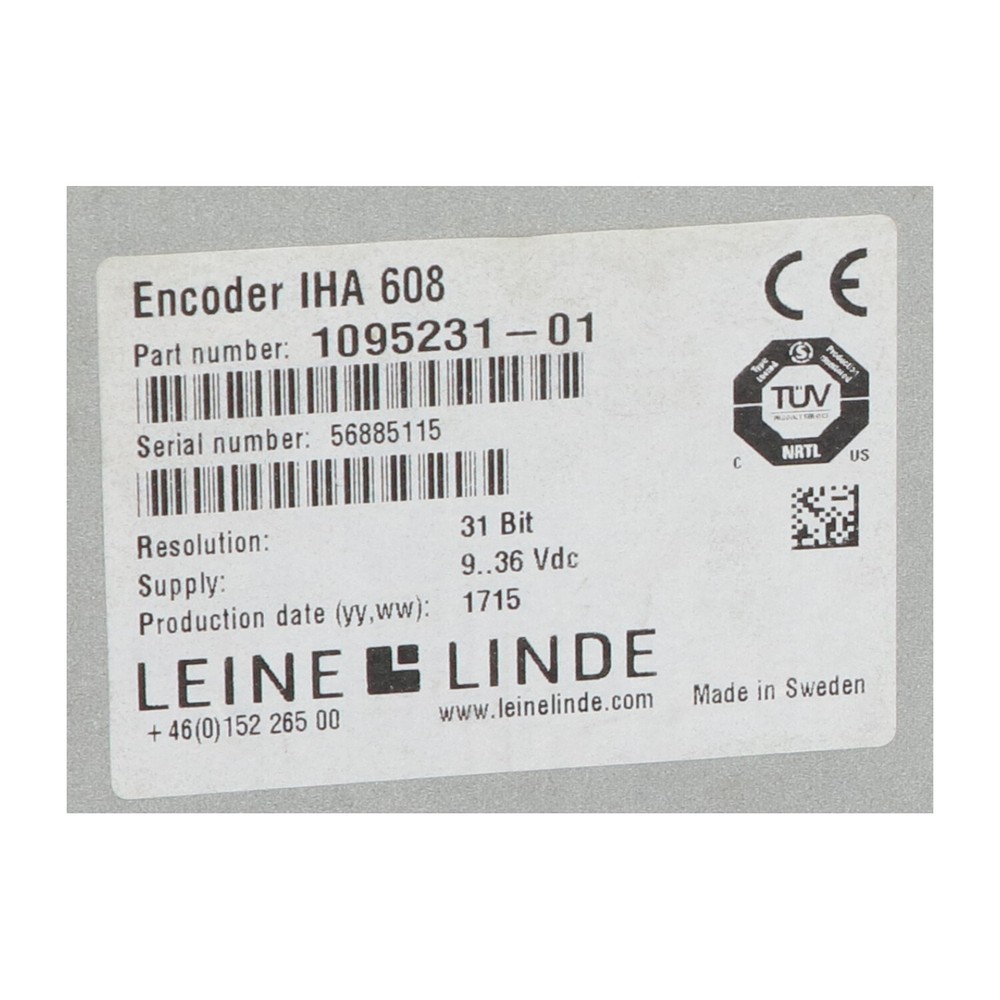 Encoder IHA 608
CE
Part number: 1095231-01
Serial number: 56885115
TÜV
NRTL
C US
Resolution: 31 Bit
Supply: 9..36 Vdc
Production date (yy,ww): 1715
LEINE LINDE
+46(0)152 265 00
www.leinelinde.com
Made in Sweden